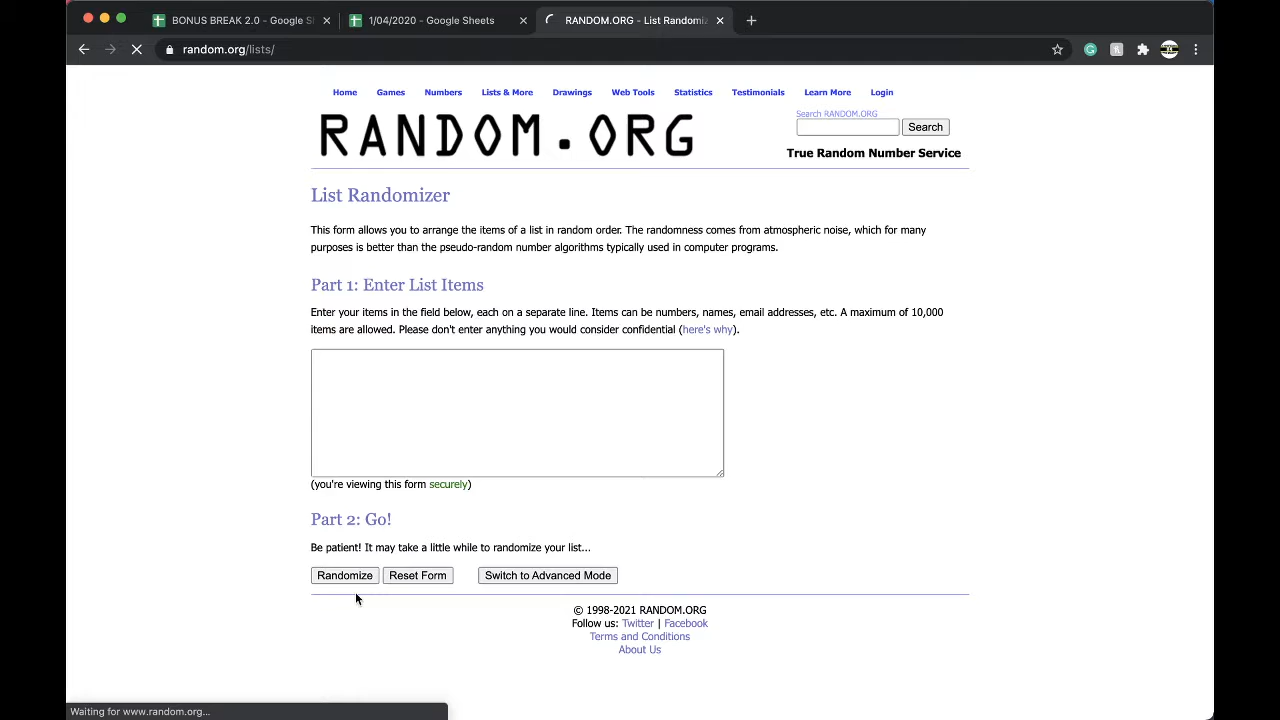 BONUS BREAK 2.0 - Google S
1/04/2020 - Google Sheets
RANDOM.ORG - List Randomiz
random.org/lists/
Home Games Numbers Lists & More Drawings Web Tools Statistics Testimonials Learn More Login
RANDOM.ORG
Search RANDOM.ORG
Search
True Random Number Service
List Randomizer
This form allows you to arrange the items of a list in random order. The randomness comes from atmospheric noise, which for many
purposes is better than the pseudo-random number algorithms typically used in computer programs.
Part 1: Enter List Items
Enter your items in the field below, each on a separate line. Items can be numbers, names, email addresses, etc. A maximum of 10,000
items are allowed. Please don't enter anything you would consider confidential (here's why).
(you're viewing this form securely)
Part 2: Go!
Be patient! It may take a little while to randomize your list...
Randomize Reset Form Switch to Advanced Mode
© 1998-2021 RANDOM.ORG
Follow us: Twitter | Facebook
Terms and Conditions
About Us
Waiting for www.random.org...